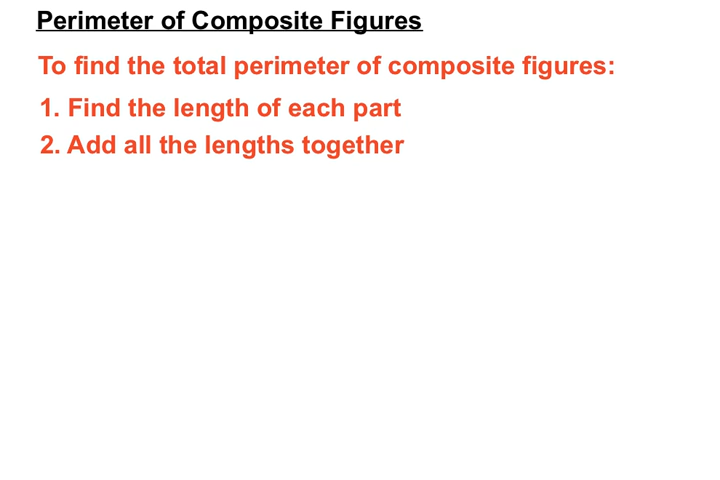 Perimeter of Composite Figures
To find the total perimeter of composite figures:
1. Find the length of each part
2. Add all the lengths together